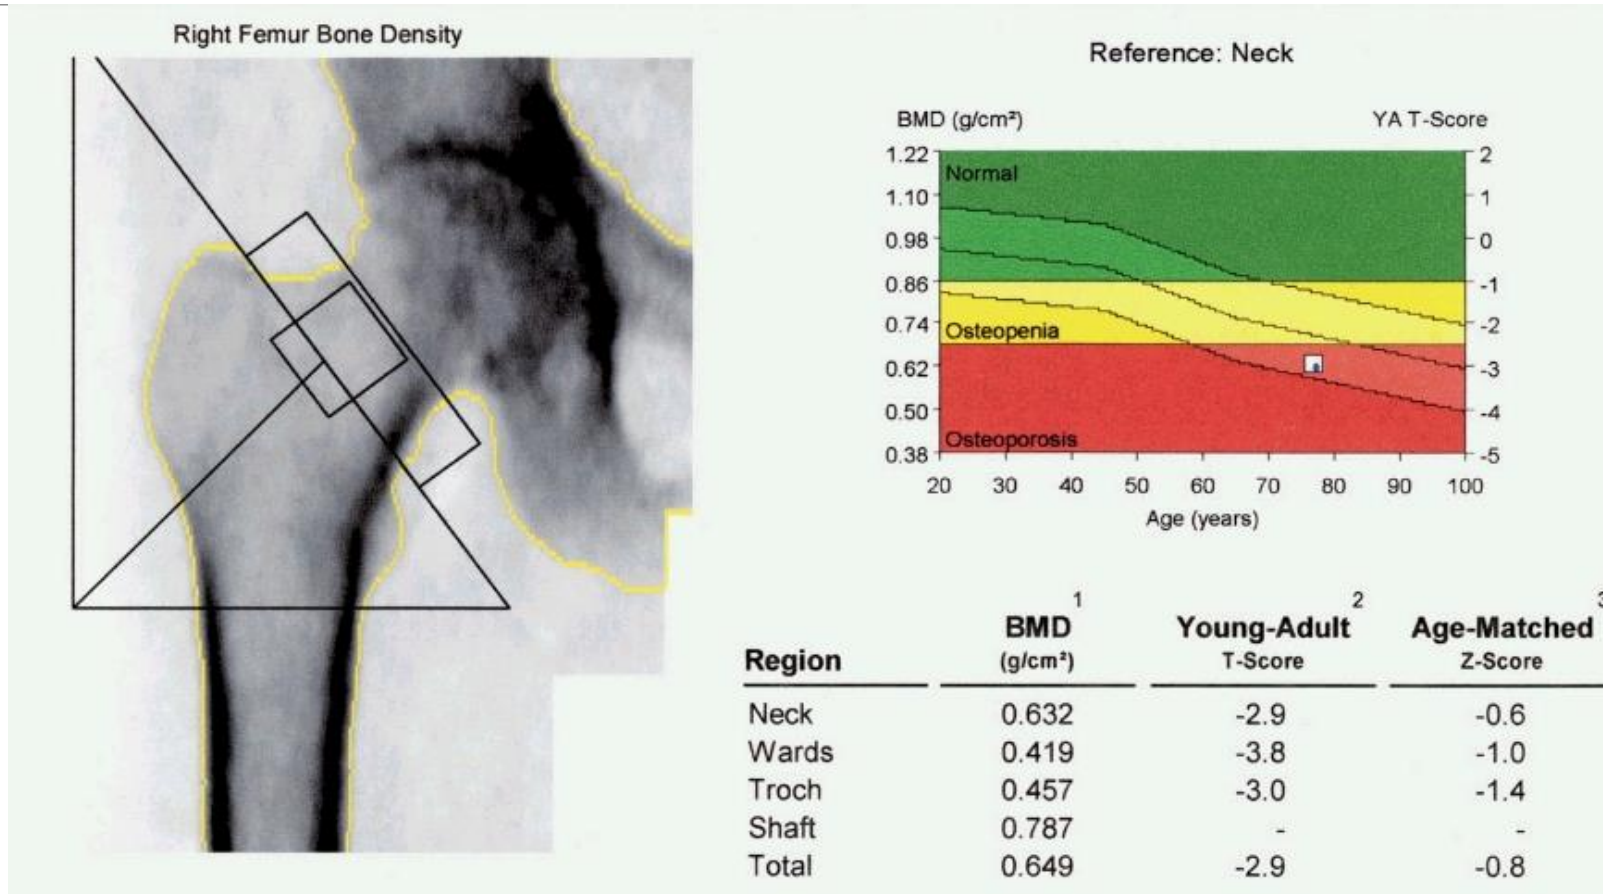 Right Femur Bone Density
Reference: Neck
BMD (g/cm²) YA T-Score
1.22 2
Normal
1.10 1
0.98 0
0.86 -1
0.74 -2
Osteopenia
0.62 -3
0.50 -4
Osteoporosis
0.38 -5
20 30 40 50 60 70 80 90 100
Age (years)
1 2 3
BMD Young-Adult Age-Matched
Region (g/cm²) T-Score Z-Score
Neck 0.632 -2.9 -0.6
Wards 0.419 -3.8 -1.0
Troch 0.457 -3.0 -1.4
Shaft 0.787 - -
Total 0.649 -2.9 -0.8